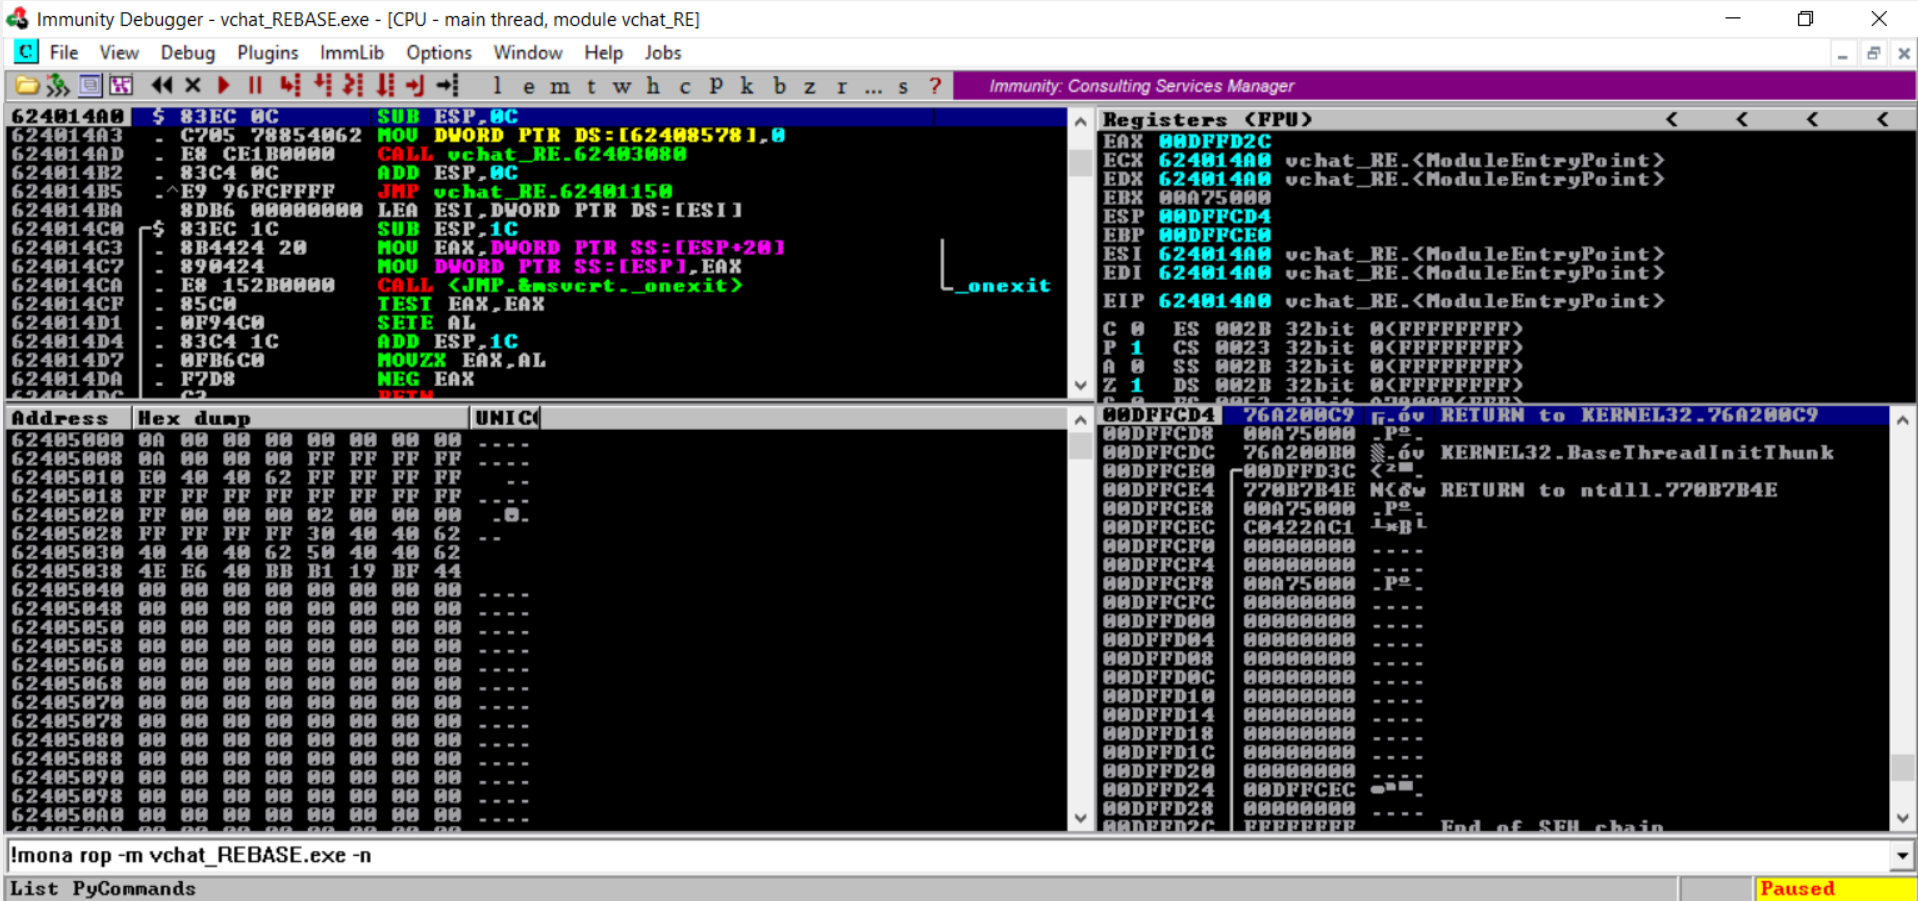 Immunity Debugger - vchat_REBASE.exe - [CPU - main thread, module vchat_RE]
C File View Debug Plugins ImmLib Options Window Help Jobs
l e m t w h c P k b z r ... s ? Immunity: Consulting Services Manager
624014A0 $ 83EC 0C SUB ESP,0C
624014A3 . C705 78854062 MOV DWORD PTR DS:[62408578],0
624014AD . E8 CE1B0000 CALL vchat_RE.62403080
624014B2 . 83C4 0C ADD ESP,0C
624014B5 .^E9 96FCFFFF JMP vchat_RE.62401150
624014BA 8DB6 00000000 LEA ESI,DWORD PTR DS:[ESI]
624014C0 $ 83EC 1C SUB ESP,1C
624014C3 . 8B4424 20 MOV EAX,DWORD PTR SS:[ESP+20]
624014C7 . 890424 MOV DWORD PTR SS:[ESP],EAX
624014CA . E8 152B0000 CALL <JMP.&msvcrt._onexit> _onexit
624014CF . 85C0 TEST EAX,EAX
624014D1 . 0F94C0 SETE AL
624014D4 . 83C4 1C ADD ESP,1C
624014D7 . 0FB6C0 MOVZX EAX,AL
624014DA . F7D8 NEG EAX
624014DC . C3 RETN
Registers (FPU) < < < <
EAX 00DFFD2C
ECX 624014A0 vchat_RE.<ModuleEntryPoint>
EDX 624014A0 vchat_RE.<ModuleEntryPoint>
EBX 00A75000
ESP 00DFFCD4
EBP 00DFFCE0
ESI 624014A0 vchat_RE.<ModuleEntryPoint>
EDI 624014A0 vchat_RE.<ModuleEntryPoint>
EIP 624014A0 vchat_RE.<ModuleEntryPoint>
C 0 ES 002B 32bit 0(FFFFFFFF)
P 1 CS 0023 32bit 0(FFFFFFFF)
A 0 SS 002B 32bit 0(FFFFFFFF)
Z 1 DS 002B 32bit 0(FFFFFFFF)
Address Hex dump UNIC
62405000 0A 00 00 00 00 00 00 00 ....
62405008 0A 00 00 00 FF FF FF FF ....
62405010 E0 40 40 62 FF FF FF FF ..
62405018 FF FF FF FF FF FF FF FF ....
62405020 FF 00 00 00 02 00 00 00
62405028 FF FF FF FF 30 40 40 62 ..
62405030 40 40 40 62 50 40 40 62
62405038 4E E6 40 BB B1 19 BF 44
62405040 00 00 00 00 00 00 00 00 ....
62405048 00 00 00 00 00 00 00 00 ....
62405050 00 00 00 00 00 00 00 00 ....
62405058 00 00 00 00 00 00 00 00 ....
62405060 00 00 00 00 00 00 00 00 ....
62405068 00 00 00 00 00 00 00 00 ....
62405070 00 00 00 00 00 00 00 00 ....
62405078 00 00 00 00 00 00 00 00 ....
62405080 00 00 00 00 00 00 00 00 ....
62405088 00 00 00 00 00 00 00 00 ....
62405090 00 00 00 00 00 00 00 00 ....
62405098 00 00 00 00 00 00 00 00 ....
624050A0 00 00 00 00 00 00 00 00 ....
00DFFCD4 76A200C9 RETURN to KERNEL32.76A200C9
00DFFCD8 00A75000 .Pº.
00DFFCDC 76A200B0 ▒.óv KERNEL32.BaseThreadInitThunk
00DFFCE0 00DFFD3C
00DFFCE4 770B7B4E N{♂w RETURN to ntdll.770B7B4E
00DFFCE8 00A75000 .Pº.
00DFFCEC C0422AC1 ┴*B└
00DFFCF0 00000000 ....
00DFFCF4 00000000 ....
00DFFCF8 00A75000 .Pº.
00DFFCFC 00000000 ....
00DFFD00 00000000 ....
00DFFD04 00000000 ....
00DFFD08 00000000 ....
00DFFD0C 00000000 ....
00DFFD10 00000000 ....
00DFFD14 00000000 ....
00DFFD18 00000000 ....
00DFFD1C 00000000 ....
00DFFD20 00000000 ....
00DFFD24 00DFFCEC
00DFFD28 00000000 ....
00DFFD2C FFFFFFFF End of SEH chain
!mona rop -m vchat_REBASE.exe -n
List PyCommands Paused